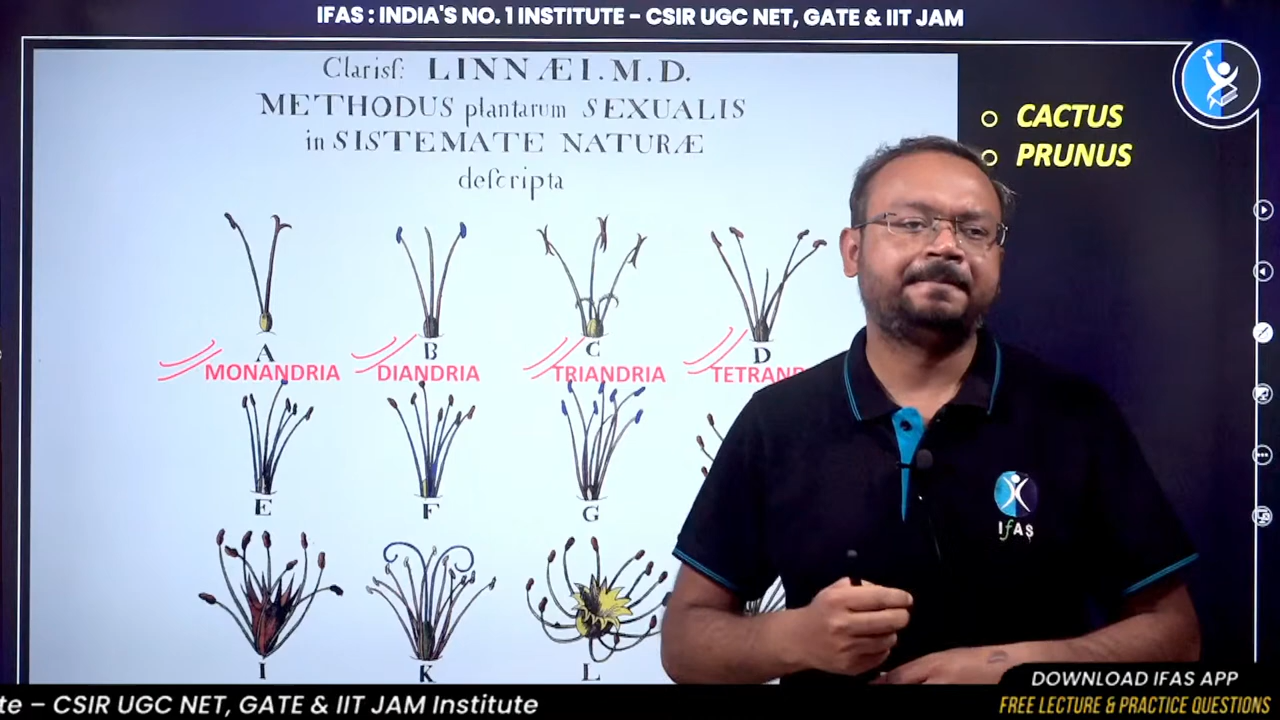 IFAS : INDIA'S NO. 1 INSTITUTE – CSIR UGC NET, GATE & IIT JAM
Clarisſ: LINNÆI. M. D.
METHODUS plantarum SEXUALIS
in SISTEMATE NATURÆ
deſcripta
CACTUS
PRUNUS
A
B
C
D
MONANDRIA
DIANDRIA
TRIANDRIA
E
F
G
IFAS
I
K
L
DOWNLOAD IFAS APP
FREE LECTURE & PRACTICE QUESTIONS
– CSIR UGC NET, GATE & IIT JAM Institute